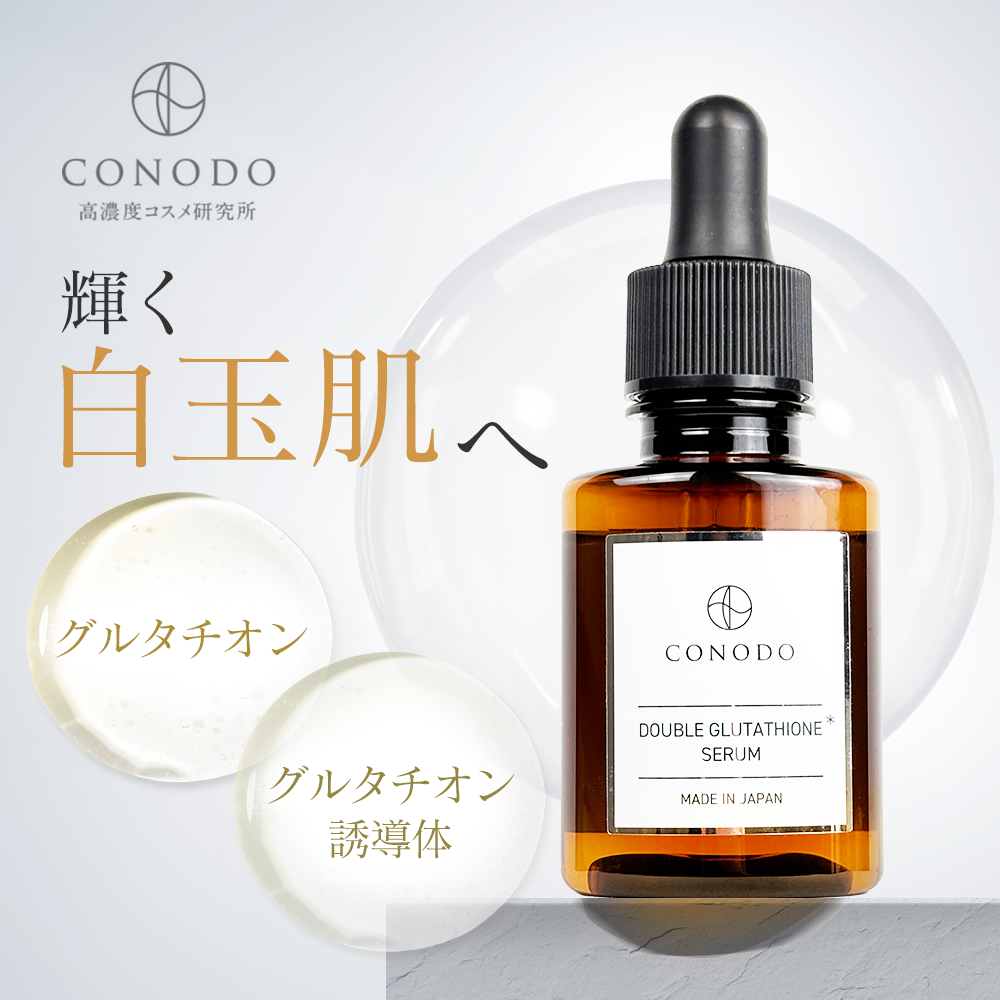 CONODO
高濃度コスメ研究所
輝く
白玉肌へ
グルタチオン
グルタチオン
誘導体
CONODO
DOUBLE GLUTATHIONE*
SERUM
MADE IN JAPAN